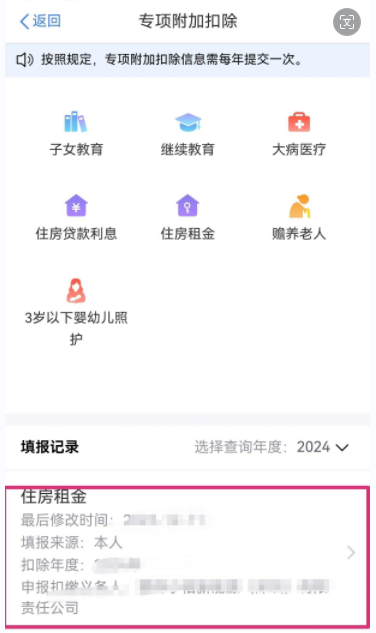 返回
专项附加扣除
按照规定，专项附加扣除信息需每年提交一次。
子女教育
继续教育
大病医疗
住房贷款利息
住房租金
赡养老人
3岁以下婴幼儿照
护
填报记录
选择查询年度：2024
住房租金
最后修改时间：
填报来源：本人
扣除年度：
申报扣缴义务人
责任公司